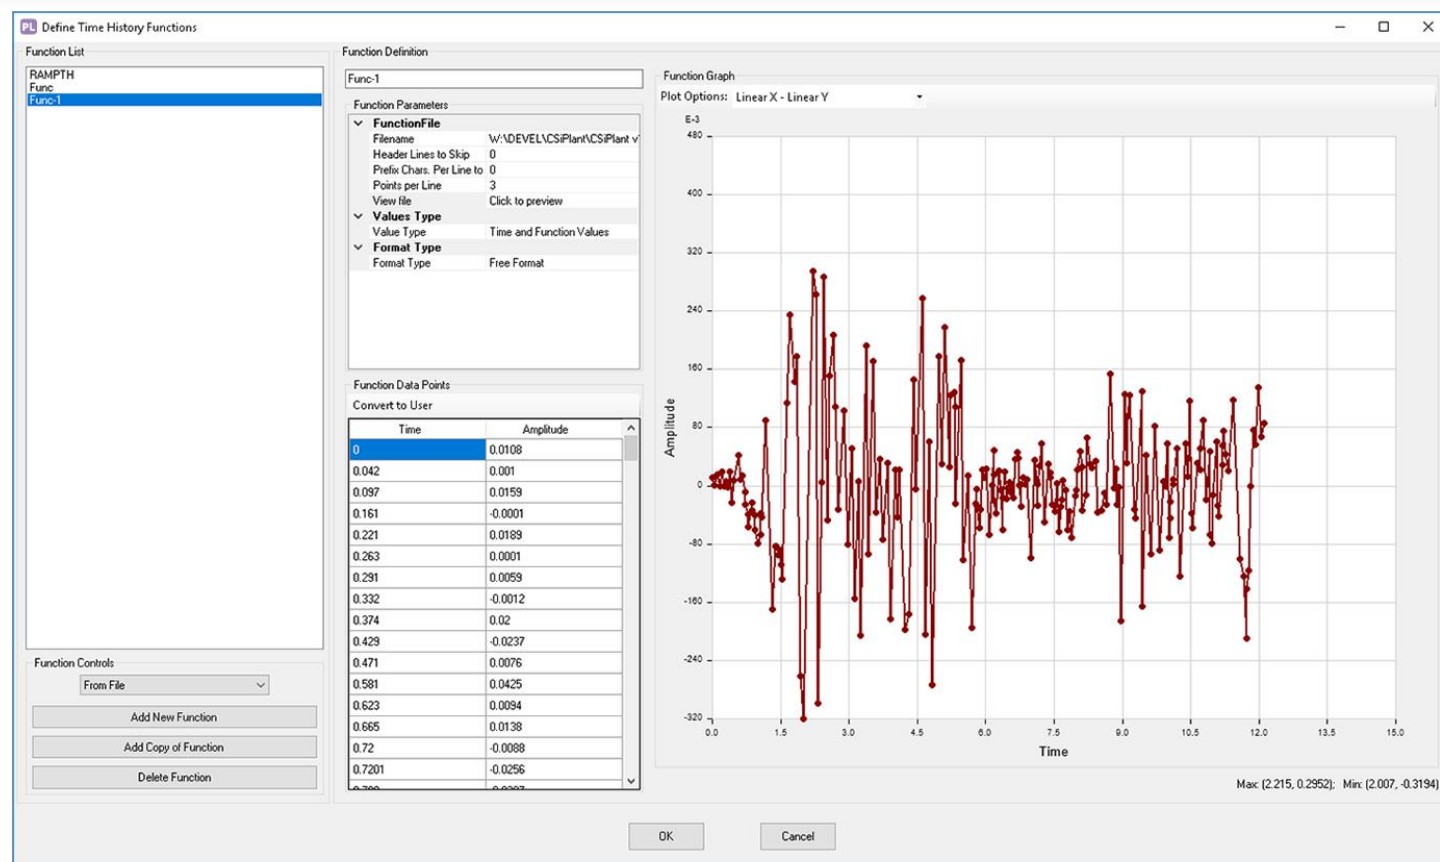 PL Define Time History Functions
Function List
RAMPTH
Func
Func-1
Function Controls
From File
Add New Function
Add Copy of Function
Delete Function
Function Definition
Func-1
Function Parameters
FunctionFile
Filename W:\DEVEL\CSiPlant\CSiPlant v
Header Lines to Skip 0
Prefix Chars. Per Line to 0
Points per Line 3
View file Click to preview
Values Type
Value Type Time and Function Values
Format Type
Format Type Free Format
Function Data Points
Convert to User
Time Amplitude
0 0.0108
0.042 0.001
0.097 0.0159
0.161 -0.0001
0.221 0.0189
0.263 0.0001
0.291 0.0059
0.332 -0.0012
0.374 0.02
0.429 -0.0237
0.471 0.0076
0.581 0.0425
0.623 0.0094
0.665 0.0138
0.72 -0.0088
0.7201 -0.0256
Function Graph
Plot Options: Linear X - Linear Y
E-3
480
400
320
240
160
80
0
-80
-160
-240
-320
Amplitude
0.0 1.5 3.0 4.5 6.0 7.5 9.0 10.5 12.0 13.5 15.0
Time
Max: (2.215, 0.2952); Min: (2.007, -0.3194)
OK Cancel